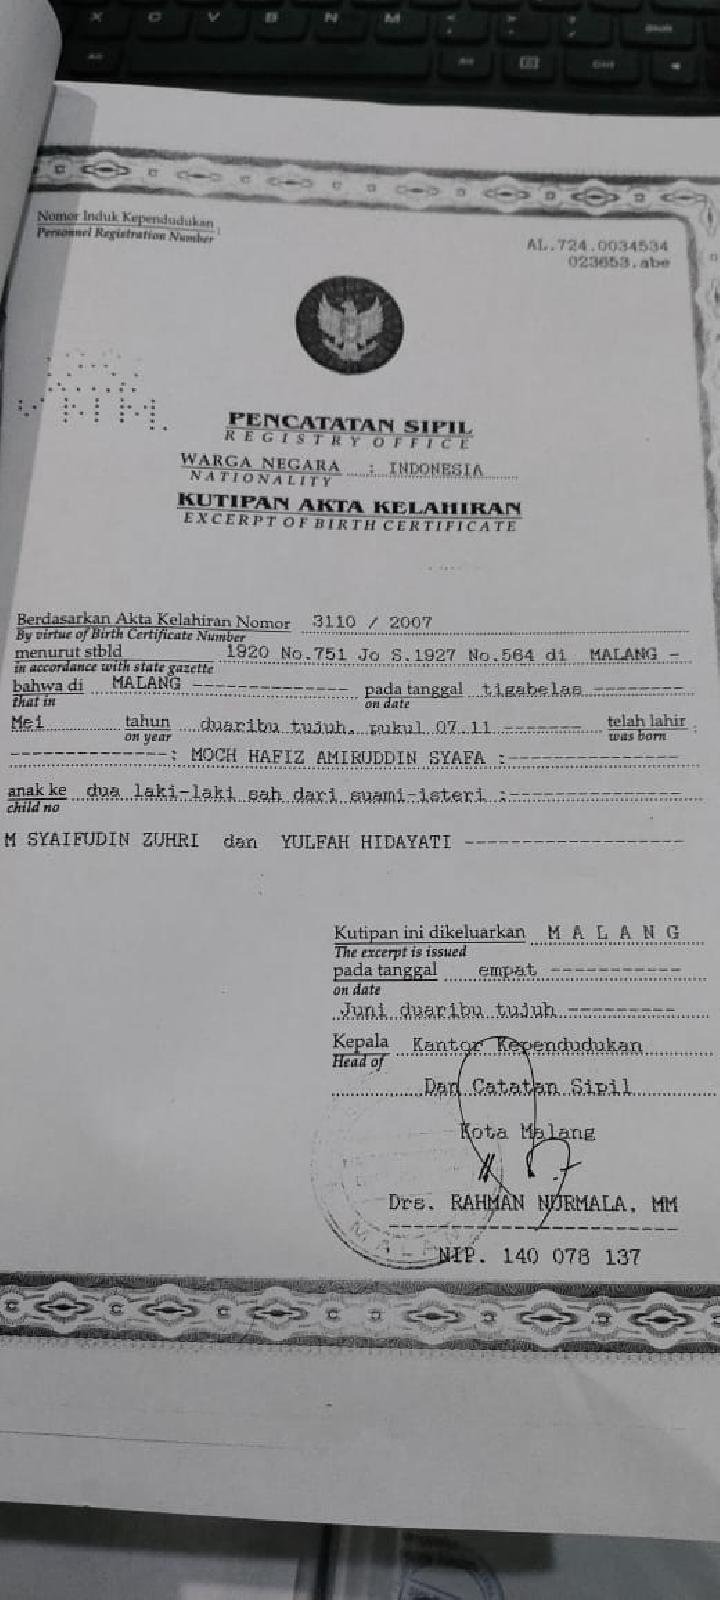 X C V B N M
Nomor Induk Kependudukan
Personnel Registration Number
AL.724.0034534
023653.abe
PENCATATAN SIPIL
REGISTRY OFFICE
WARGA NEGARA : INDONESIA
NATIONALITY
KUTIPAN AKTA KELAHIRAN
EXCERPT OF BIRTH CERTIFICATE
Berdasarkan Akta Kelahiran Nomor 3110 / 2007
By virtue of Birth Certificate Number
menurut stbld 1920 No.751 Jo S.1927 No.564 di MALANG -
in accordance with state gazette
bahwa di MALANG --------------- pada tanggal tigabelas --------
that in on date
Mei tahun duaribu tujuh, pukul 07.11 ------- telah lahir
on year was born
--------------: MOCH HAFIZ AMIRUDDIN SYAFA :-----------------
anak ke dua laki-laki sah dari suami-isteri :---------------
child no
M SYAIFUDIN ZUHRI dan YULFAH HIDAYATI -------------------
Kutipan ini dikeluarkan M A L A N G
The excerpt is issued
pada tanggal empat -----------
on date
Juni duaribu tujuh ---------
Kepala Kantor Kependudukan
Head of
Dan Catatan Sipil
Kota Malang
Drs. RAHMAN NURMALA, MM
NIP. 140 078 137